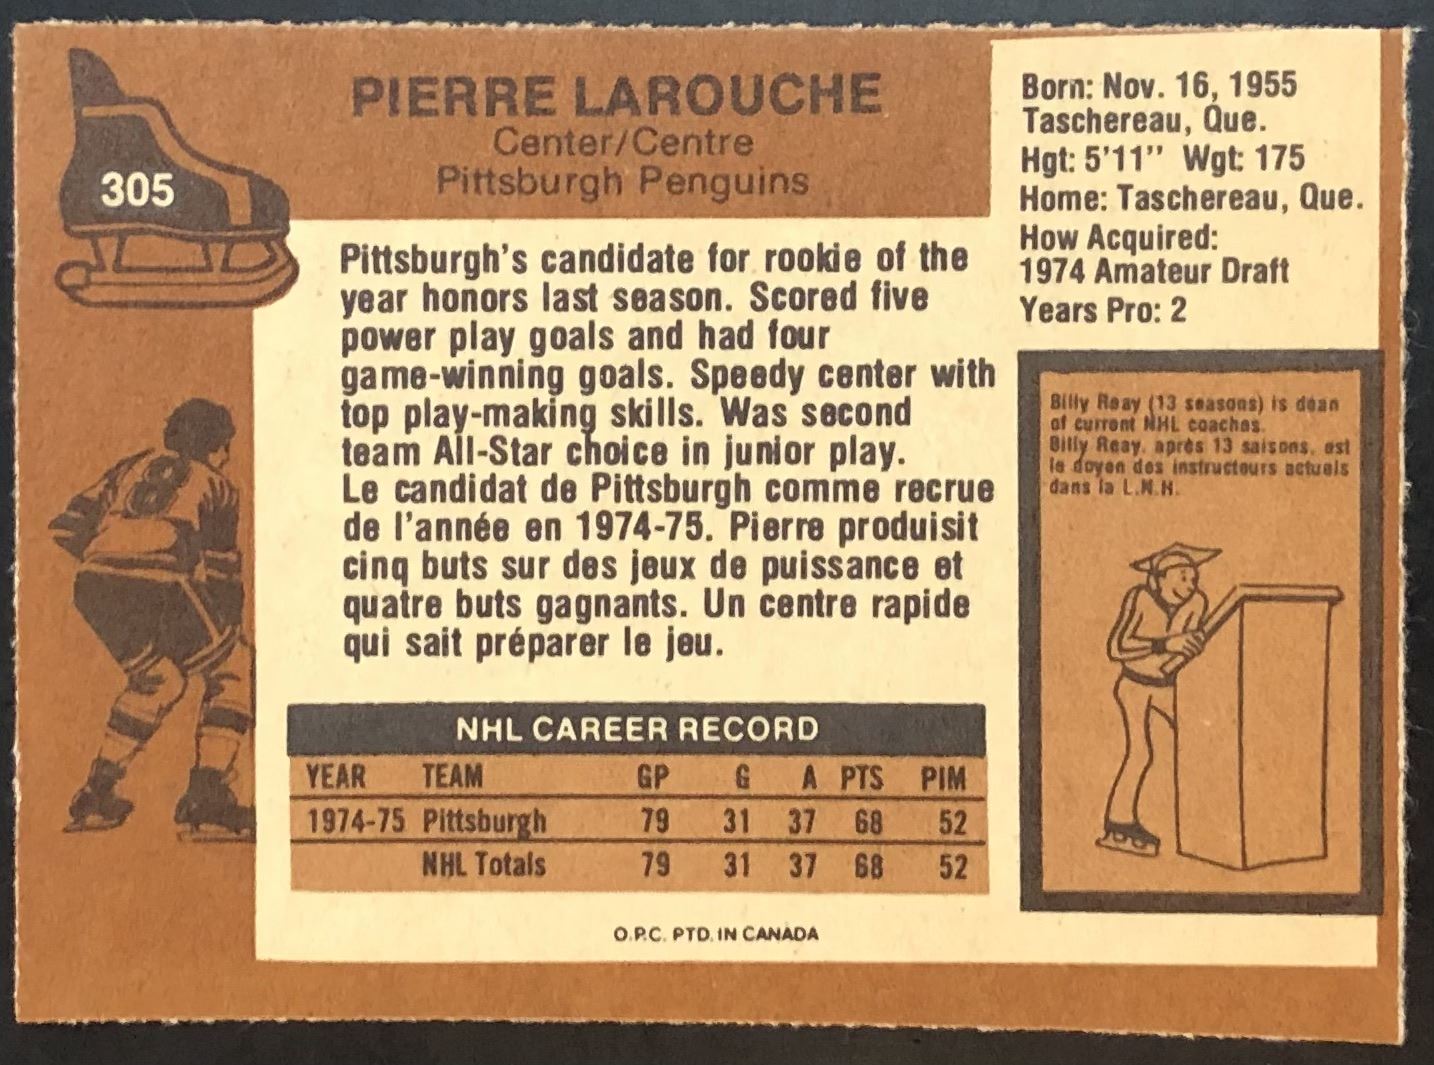 305
PIERRE LAROUCHE
Center/Centre
Pittsburgh Penguins
Born: Nov. 16, 1955
Taschereau, Que.
Hgt: 5'11" Wgt: 175
Home: Taschereau, Que.
How Acquired:
1974 Amateur Draft
Years Pro: 2
Pittsburgh's candidate for rookie of the
year honors last season. Scored five
power play goals and had four
game-winning goals. Speedy center with
top play-making skills. Was second
team All-Star choice in junior play.
Le candidat de Pittsburgh comme recrue
de l'année en 1974-75. Pierre produisit
cinq buts sur des jeux de puissance et
quatre buts gagnants. Un centre rapide
qui sait préparer le jeu.
8
Billy Reay (13 seasons) is dean
of current NHL coaches.
Billy Reay, après 13 saisons, est
le doyen des instructeurs actuels
dans la L.N.H.
NHL CAREER RECORD
YEAR TEAM GP G A PTS PIM
1974-75 Pittsburgh 79 31 37 68 52
NHL Totals 79 31 37 68 52
O.P.C. PTD. IN CANADA